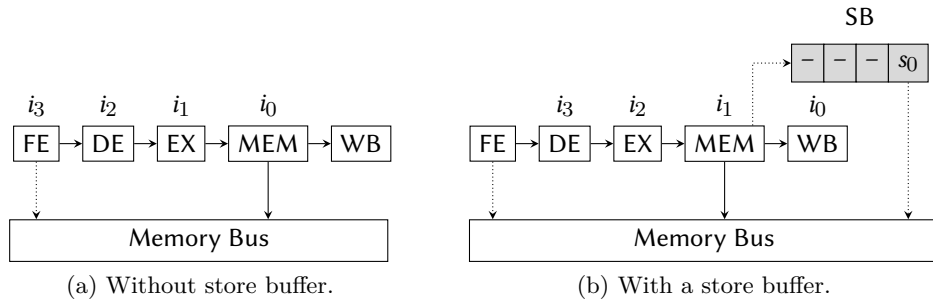 SB
– – – s0
i3 i2 i1 i0
FE DE EX MEM WB
Memory Bus
(a) Without store buffer.
i3 i2 i1 i0
FE DE EX MEM WB
Memory Bus
(b) With a store buffer.